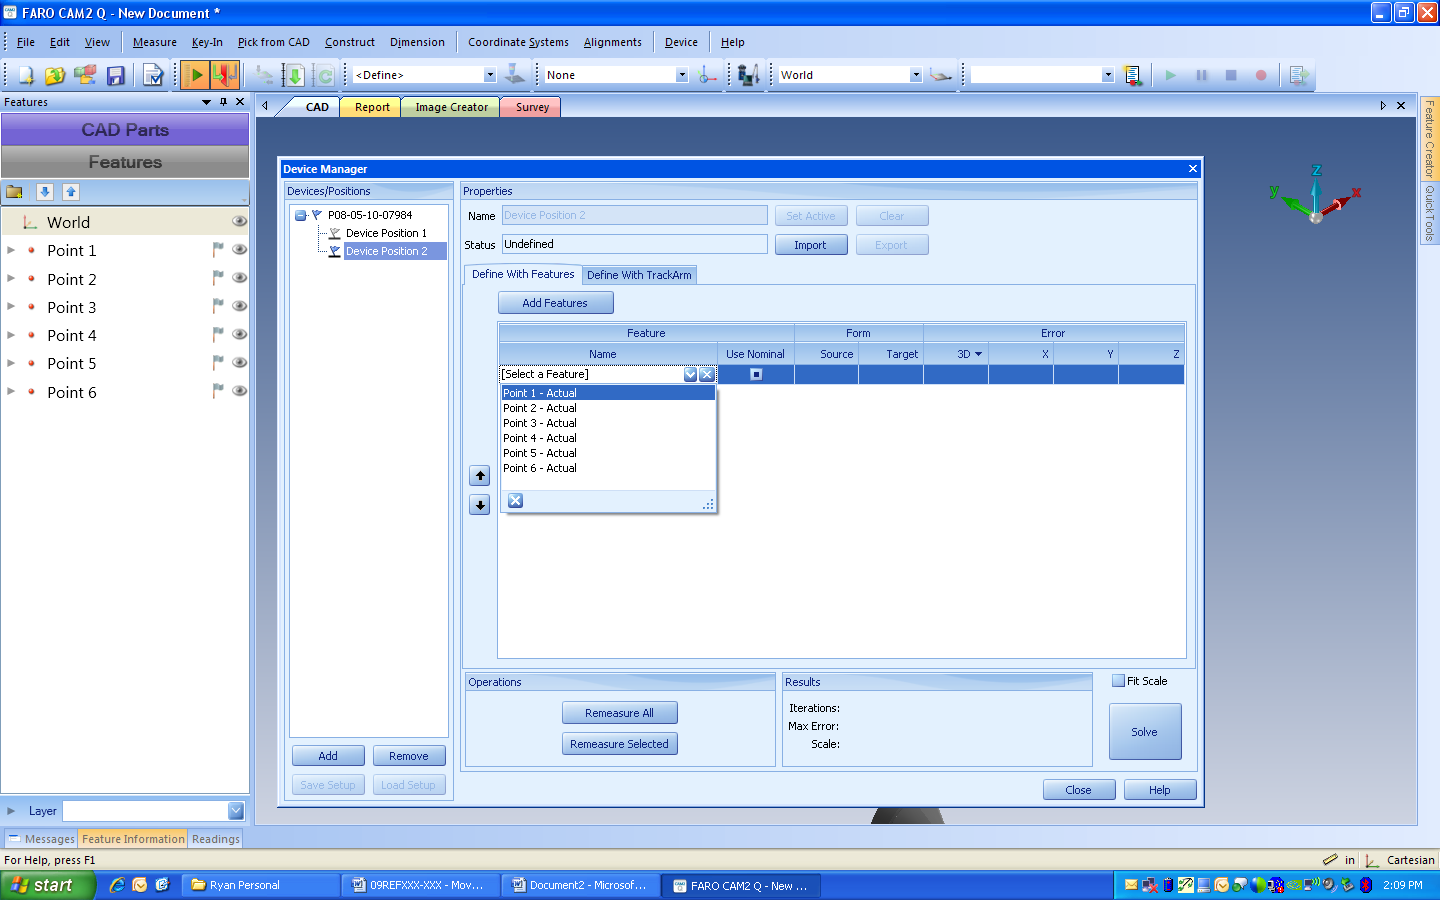 FARO CAM2 Q - New Document *
File Edit View Measure Key-In Pick from CAD Construct Dimension Coordinate Systems Alignments Device Help
<Define> None World
Features
CAD Report Image Creator Survey
CAD Parts
Features
World
Point 1
Point 2
Point 3
Point 4
Point 5
Point 6
Layer
Messages Feature Information Readings
Device Manager
Devices/Positions
P08-05-10-07984
Device Position 1
Device Position 2
Add Remove
Save Setup Load Setup
Properties
Name Device Position 2 Set Active Clear
Status Undefined Import Export
Define With Features Define With TrackArm
Add Features
Feature Form Error
Name Use Nominal Source Target 3D X Y Z
[Select a Feature]
Point 1 - Actual
Point 2 - Actual
Point 3 - Actual
Point 4 - Actual
Point 5 - Actual
Point 6 - Actual
Operations
Remeasure All
Remeasure Selected
Results
Iterations:
Max Error:
Scale:
Fit Scale
Solve
Close Help
Z
Y X
Feature Creator
Quick Tools
For Help, press F1 in Cartesian
start Ryan Personal 09REFXXX-XXX - Mov... Document2 - Microsof... FARO CAM2 Q - New ... 2:09 PM